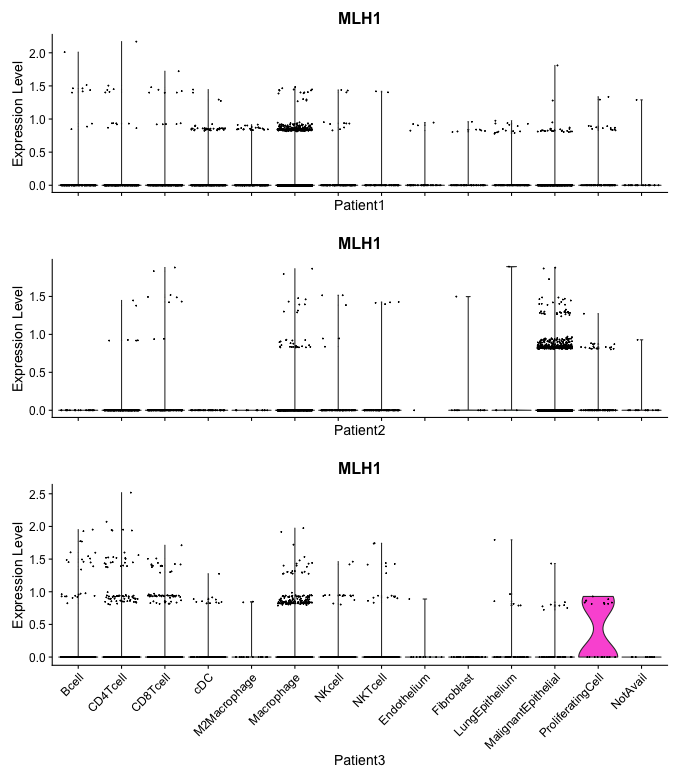 MLH1
Expression Level
2.0
1.5
1.0
0.5
0.0
Patient1
MLH1
Expression Level
1.5
1.0
0.5
0.0
Patient2
MLH1
Expression Level
2.5
2.0
1.5
1.0
0.5
0.0
Bcell
CD4Tcell
CD8Tcell
cDC
M2Macrophage
Macrophage
NKcell
NKTcell
Endothelium
Fibroblast
LungEpithelium
MalignantEpithelial
ProliferatingCell
NotAvail
Patient3